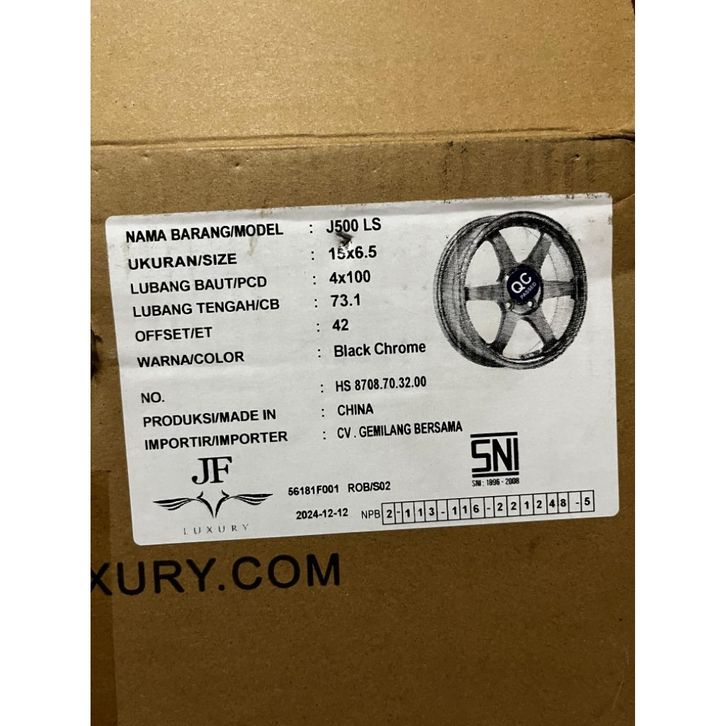 NAMA BARANG/MODEL : J500 LS
UKURAN/SIZE : 15x6.5
LUBANG BAUT/PCD : 4x100
LUBANG TENGAH/CB : 73.1
OFFSET/ET : 42
WARNA/COLOR : Black Chrome
NO. : HS 8708.70.32.00
PRODUKSI/MADE IN : CHINA
IMPORTIR/IMPORTER : CV . GEMILANG BERSAMA
QC
PASSED
JF
LUXURY
SNI
SNI : 1896 - 2008
56181F001 ROB/S02
2024-12-12 NPB 2-113-116-221248-5
XURY.COM